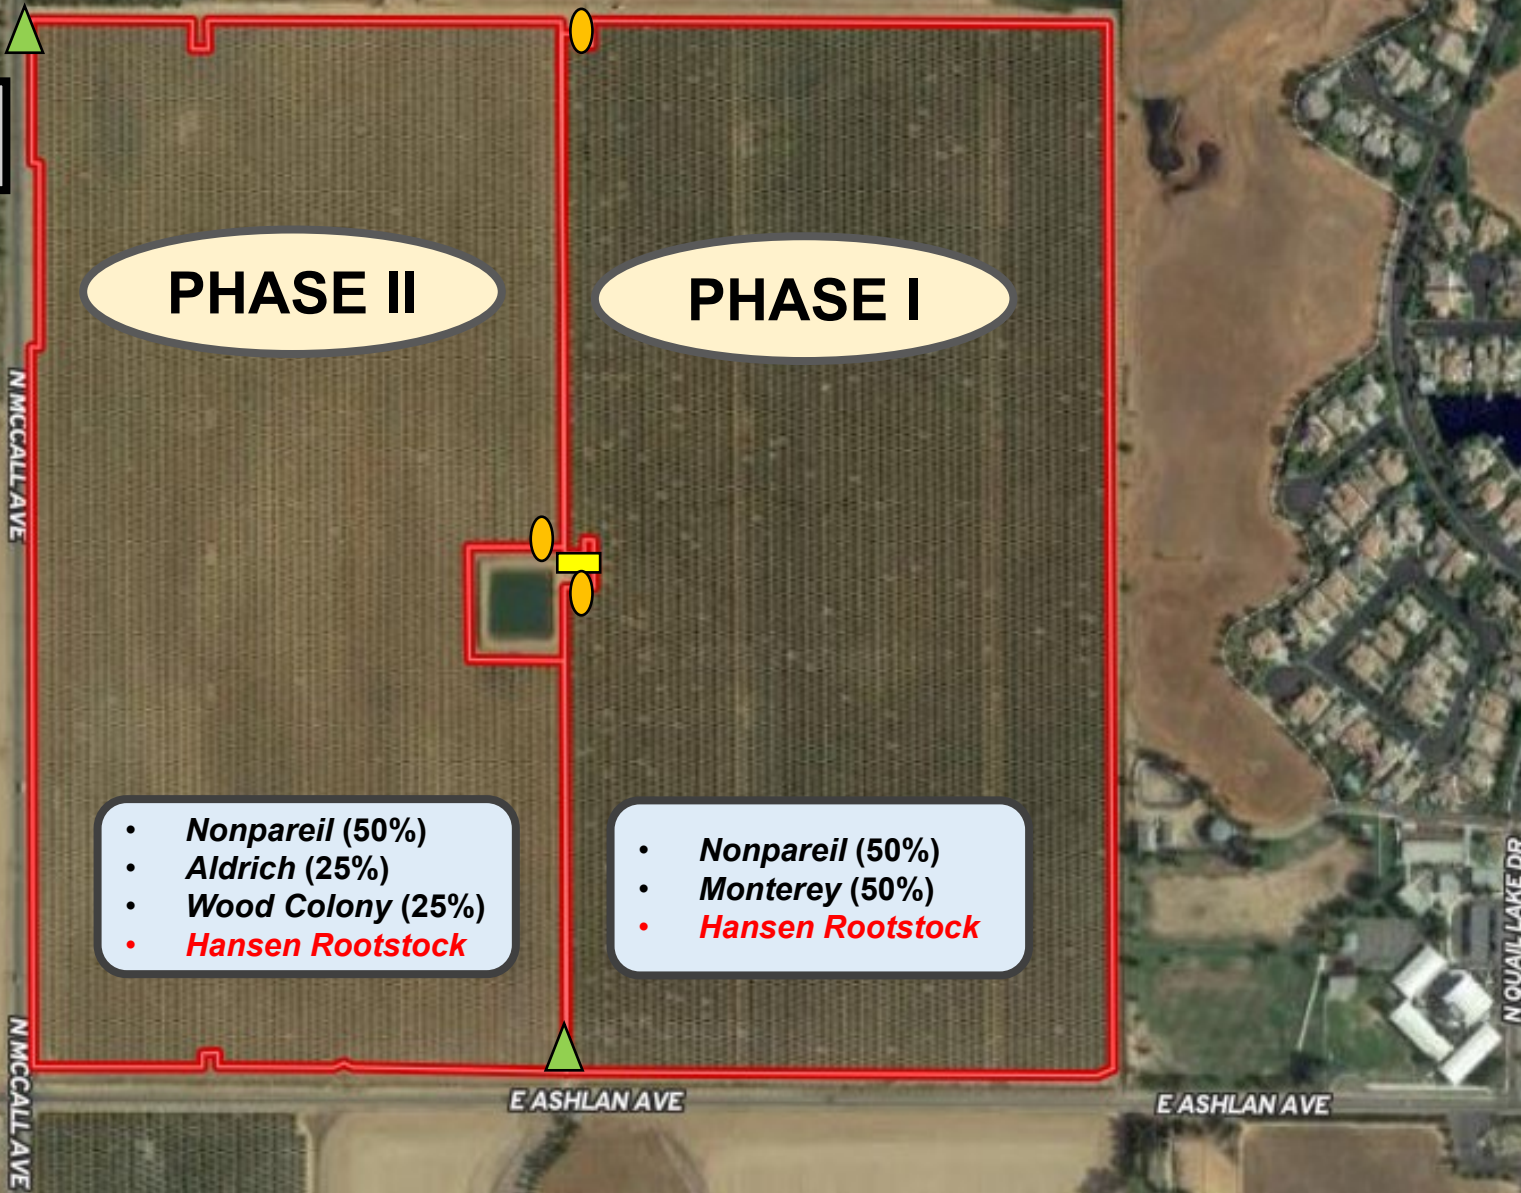 PHASE II
PHASE I
N MCCALL AVE
• Nonpareil (50%)
• Aldrich (25%)
• Wood Colony (25%)
• Hansen Rootstock
• Nonpareil (50%)
• Monterey (50%)
• Hansen Rootstock
N QUAIL LAKE DR
N MCCALL AVE
E ASHLAN AVE
E ASHLAN AVE